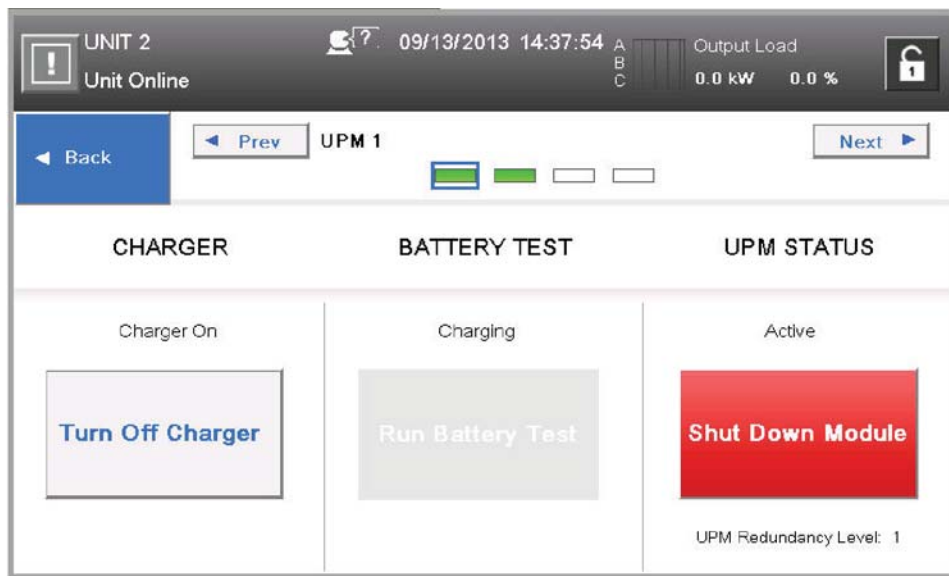 UNIT 2
Unit Online
?
09/13/2013 14:37:54
A
B
C
Output Load
0.0 kW 0.0 %
1
Back
Prev
UPM 1
Next
CHARGER
BATTERY TEST
UPM STATUS
Charger On
Charging
Active
Turn Off Charger
Run Battery Test
Shut Down Module
UPM Redundancy Level: 1